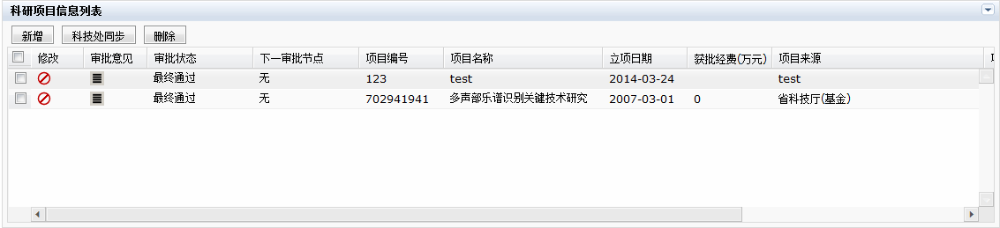 科研项目信息列表
新增 科技处同步 删除
修改 审批意见 审批状态 下一审批节点 项目编号 项目名称 立项日期 获批经费(万元) 项目来源
最终通过 无 123 test 2014-03-24 test
最终通过 无 702941941 多声部乐谱识别关键技术研究 2007-03-01 0 省科技厅(基金)